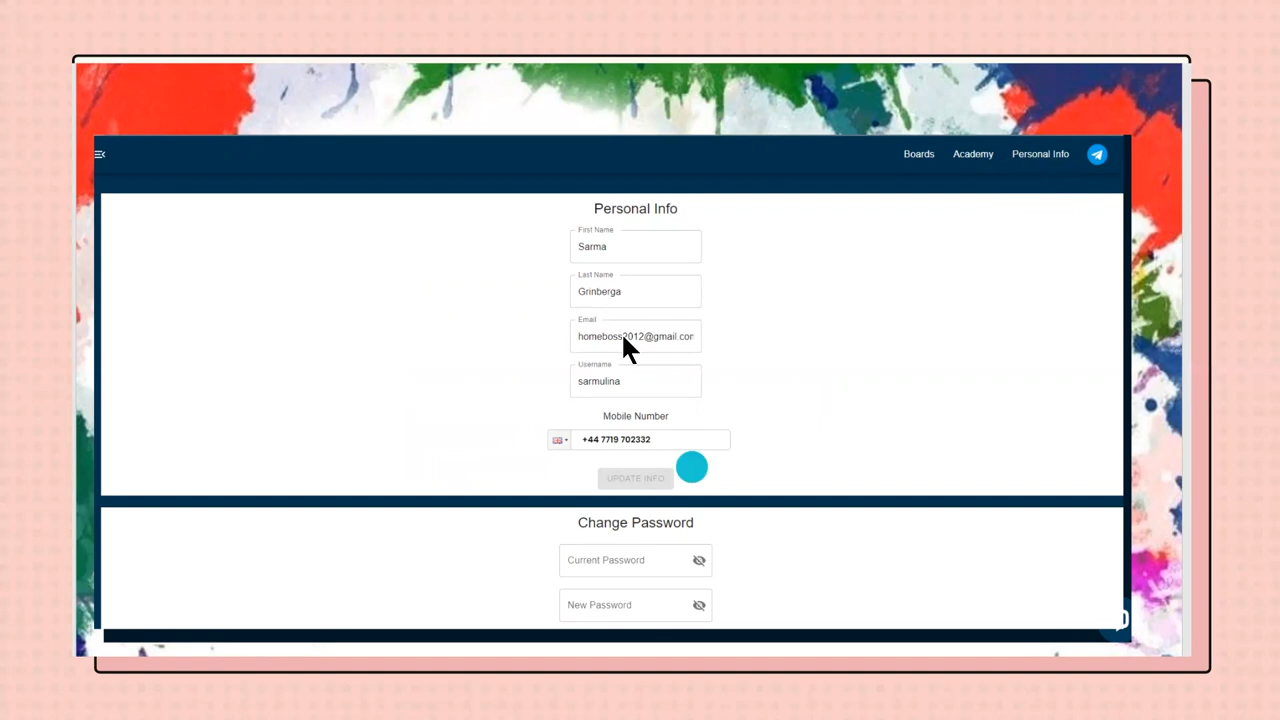 Boards Academy Personal Info
Personal Info
First Name
Sarma
Last Name
Grinberga
Email
homeboss2012@gmail.cor
Username
sarmulina
Mobile Number
+44 7719 702332
UPDATE INFO
Change Password
Current Password
New Password